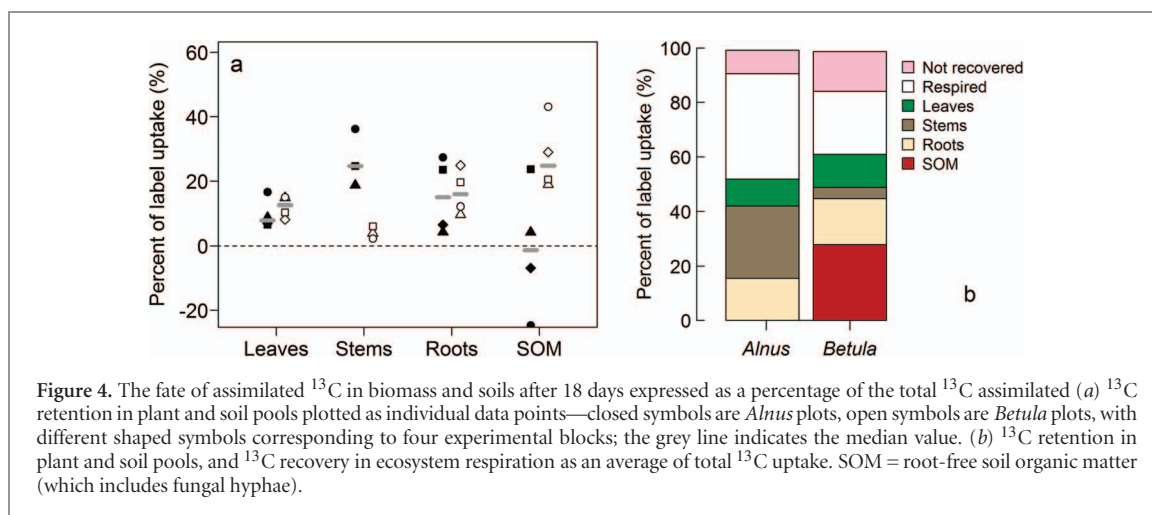 a
60
40
20
0
-20
Percent of label uptake (%)
Leaves Stems Roots SOM
100
80
60
40
20
0
Percent of label uptake (%)
Alnus Betula
b
Not recovered
Respired
Leaves
Stems
Roots
SOM
Figure 4. The fate of assimilated ¹³C in biomass and soils after 18 days expressed as a percentage of the total ¹³C assimilated (a) ¹³C
retention in plant and soil pools plotted as individual data points—closed symbols are Alnus plots, open symbols are Betula plots, with
different shaped symbols corresponding to four experimental blocks; the grey line indicates the median value. (b) ¹³C retention in
plant and soil pools, and ¹³C recovery in ecosystem respiration as an average of total ¹³C uptake. SOM = root-free soil organic matter
(which includes fungal hyphae).